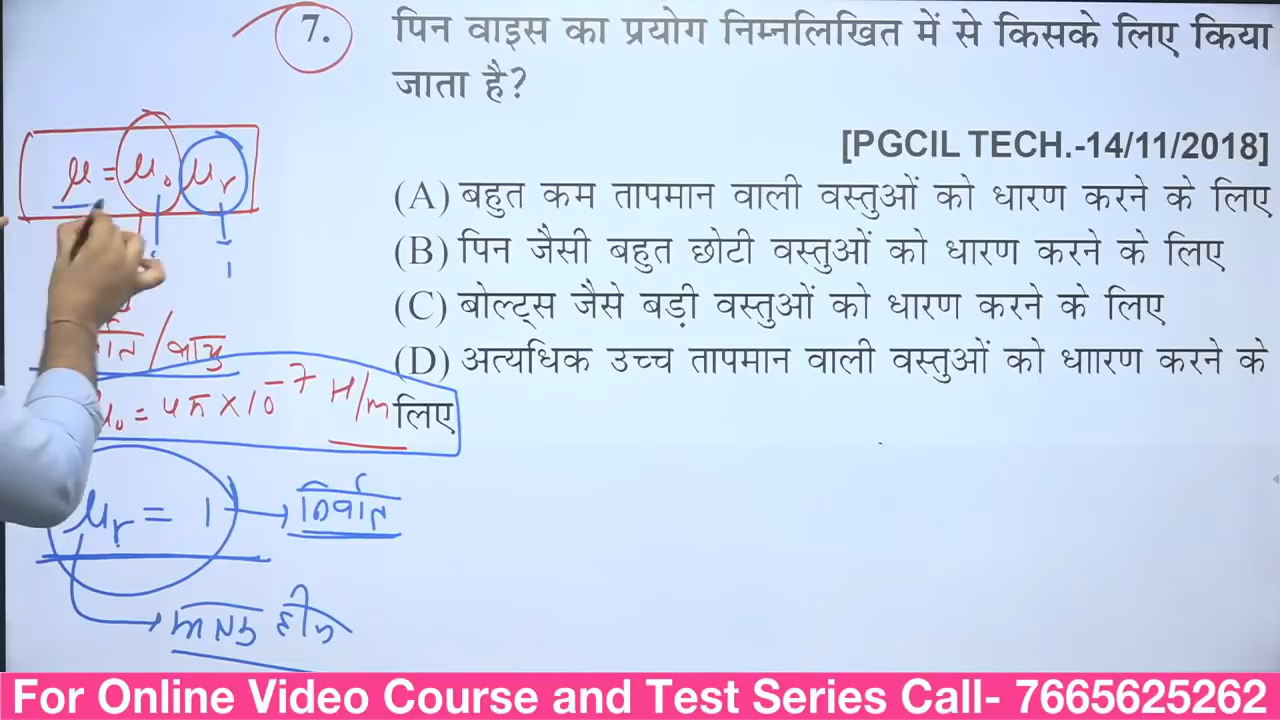 7.
पिन वाइस का प्रयोग निम्नलिखित में से किसके लिए किया
जाता है?
[PGCIL TECH.-14/11/2018]
(A) बहुत कम तापमान वाली वस्तुओं को धारण करने के लिए
(B) पिन जैसी बहुत छोटी वस्तुओं को धारण करने के लिए
(C) बोल्ट्स जैसे बड़ी वस्तुओं को धारण करने के लिए
(D) अत्यधिक उच्च तापमान वाली वस्तुओं को धाारण करने के
लिए
μ = μ₀ μr
μ₀ = 4π × 10⁻⁷ H/m
μr = 1 → निर्वात
For Online Video Course and Test Series Call- 7665625262